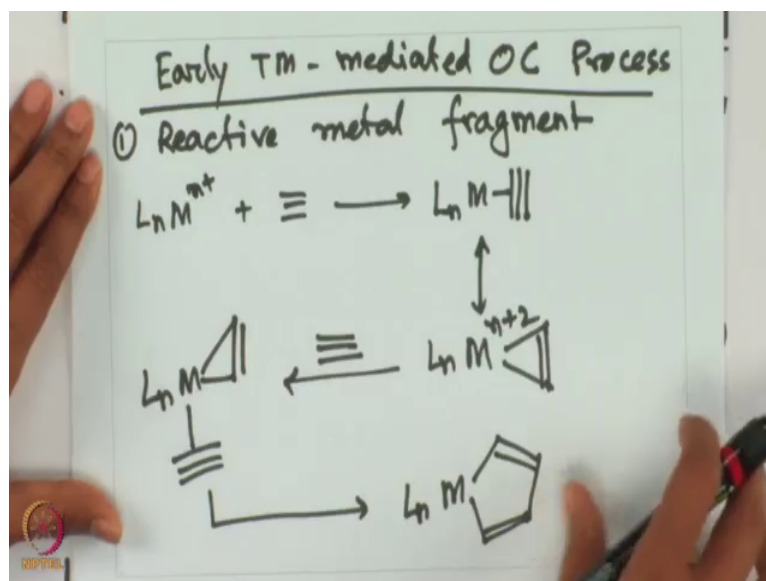 Early TM - mediated OC Process
① Reactive metal fragment
LnM^n+ + ≡ → LnM-|||
n+2
LnM
≡
LnM
LnM
NPTEL